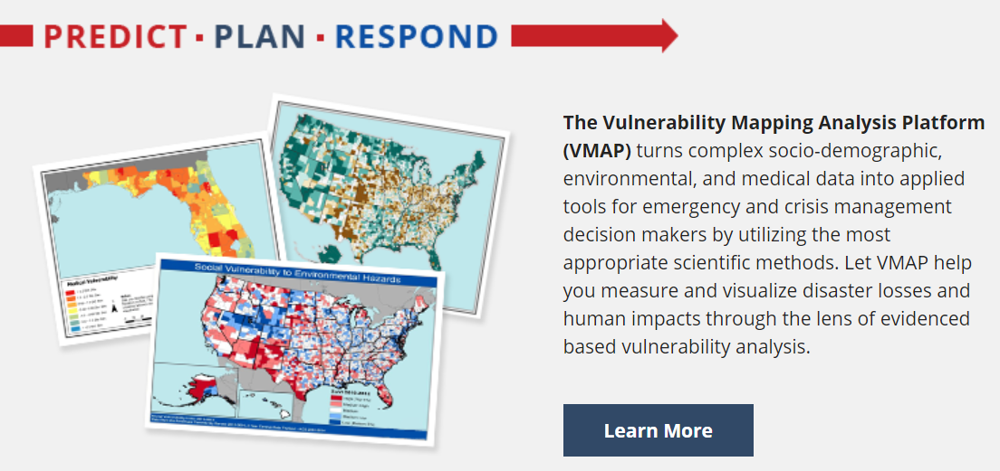 PREDICT · PLAN · RESPOND
The Vulnerability Mapping Analysis Platform
(VMAP) turns complex socio-demographic,
environmental, and medical data into applied
tools for emergency and crisis management
decision makers by utilizing the most
appropriate scientific methods. Let VMAP help
you measure and visualize disaster losses and
human impacts through the lens of evidenced
based vulnerability analysis.
Learn More
Medical Vulnerability
Social Vulnerability to Environmental Hazards